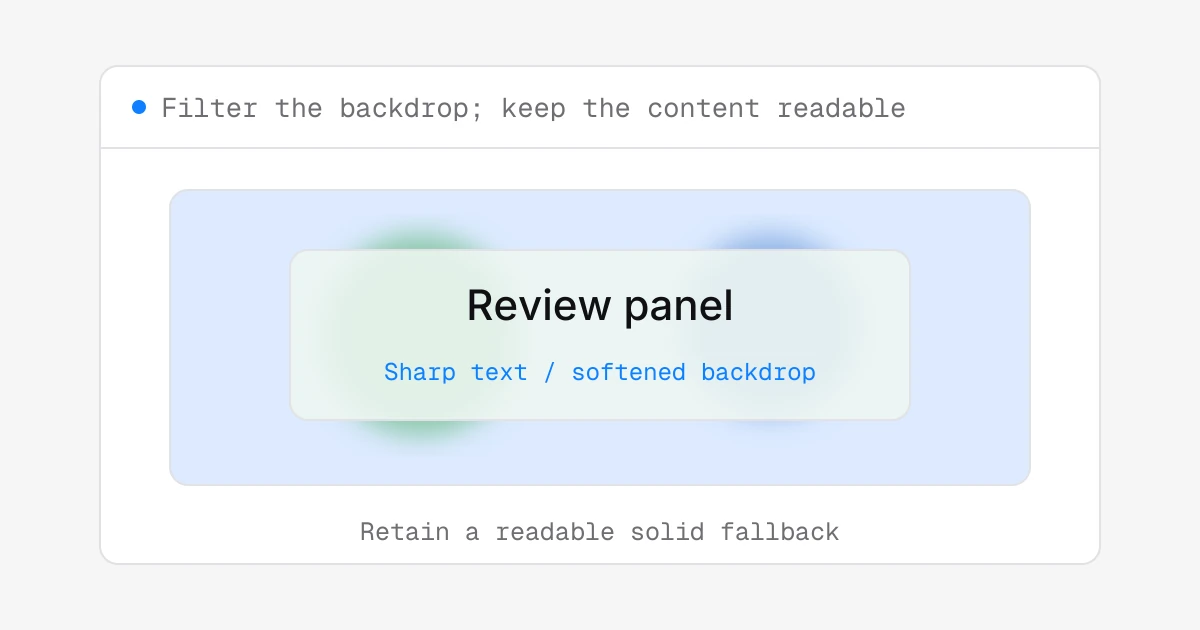 Filter the backdrop; keep the content readable
Review panel
Sharp text / softened backdrop
Retain a readable solid fallback